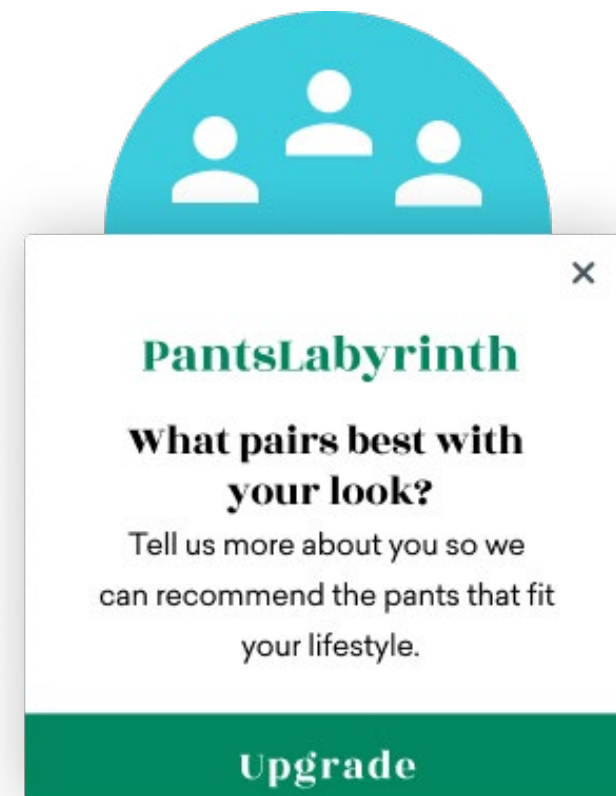 PantsLabyrinth
What pairs best with
your look?
Tell us more about you so we
can recommend the pants that fit
your lifestyle.
Upgrade